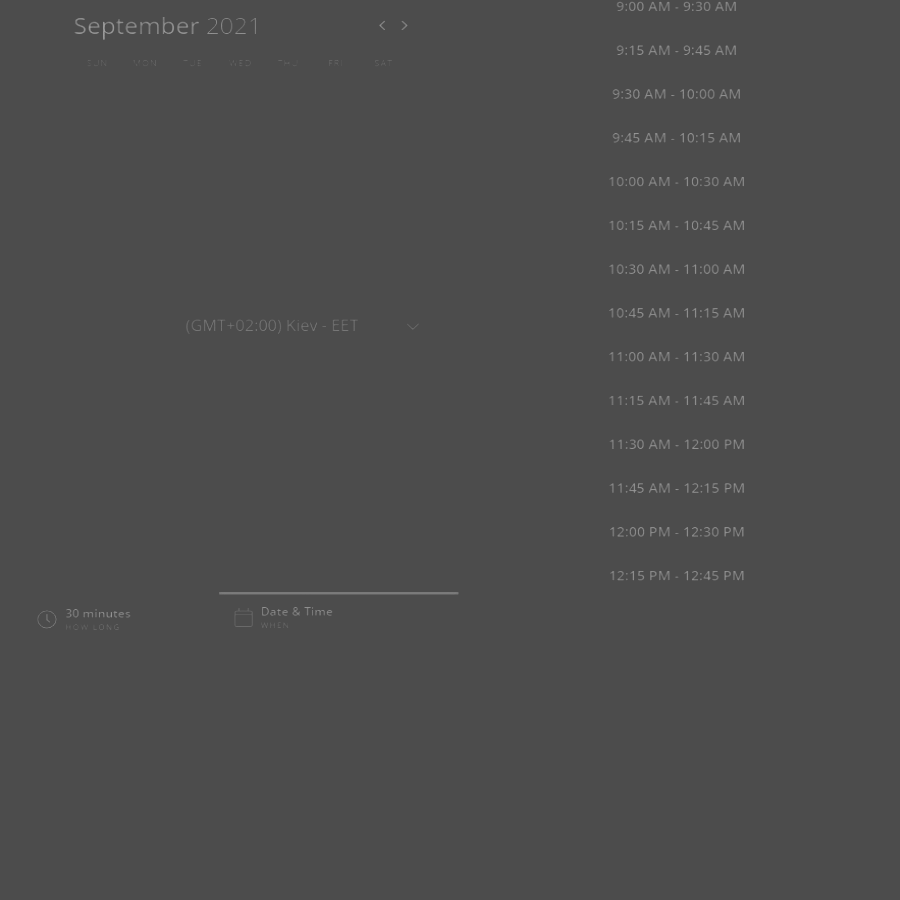 September 2021
SUN MON TUE WED THU FRI SAT
(GMT+02:00) Kiev - EET
9:00 AM - 9:30 AM
9:15 AM - 9:45 AM
9:30 AM - 10:00 AM
9:45 AM - 10:15 AM
10:00 AM - 10:30 AM
10:15 AM - 10:45 AM
10:30 AM - 11:00 AM
10:45 AM - 11:15 AM
11:00 AM - 11:30 AM
11:15 AM - 11:45 AM
11:30 AM - 12:00 PM
11:45 AM - 12:15 PM
12:00 PM - 12:30 PM
12:15 PM - 12:45 PM
30 minutes
HOW LONG
Date & Time
WHEN